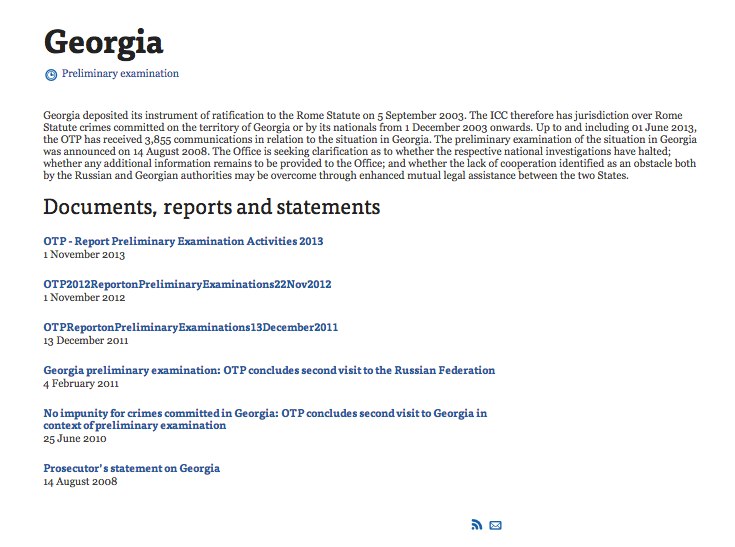 Georgia
Preliminary examination
Georgia deposited its instrument of ratification to the Rome Statute on 5 September 2003. The ICC therefore has jurisdiction over Rome
Statute crimes committed on the territory of Georgia or by its nationals from 1 December 2003 onwards. Up to and including 01 June 2013,
the OTP has received 3,855 communications in relation to the situation in Georgia. The preliminary examination of the situation in Georgia
was announced on 14 August 2008. The Office is seeking clarification as to whether the respective national investigations have halted;
whether any additional information remains to be provided to the Office; and whether the lack of cooperation identified as an obstacle both
by the Russian and Georgian authorities may be overcome through enhanced mutual legal assistance between the two States.
Documents, reports and statements
OTP - Report Preliminary Examination Activities 2013
1 November 2013
OTP2012ReportonPreliminaryExaminations22Nov2012
1 November 2012
OTPReportonPreliminaryExaminations13December2011
13 December 2011
Georgia preliminary examination: OTP concludes second visit to the Russian Federation
4 February 2011
No impunity for crimes committed in Georgia: OTP concludes second visit to Georgia in
context of preliminary examination
25 June 2010
Prosecutor's statement on Georgia
14 August 2008